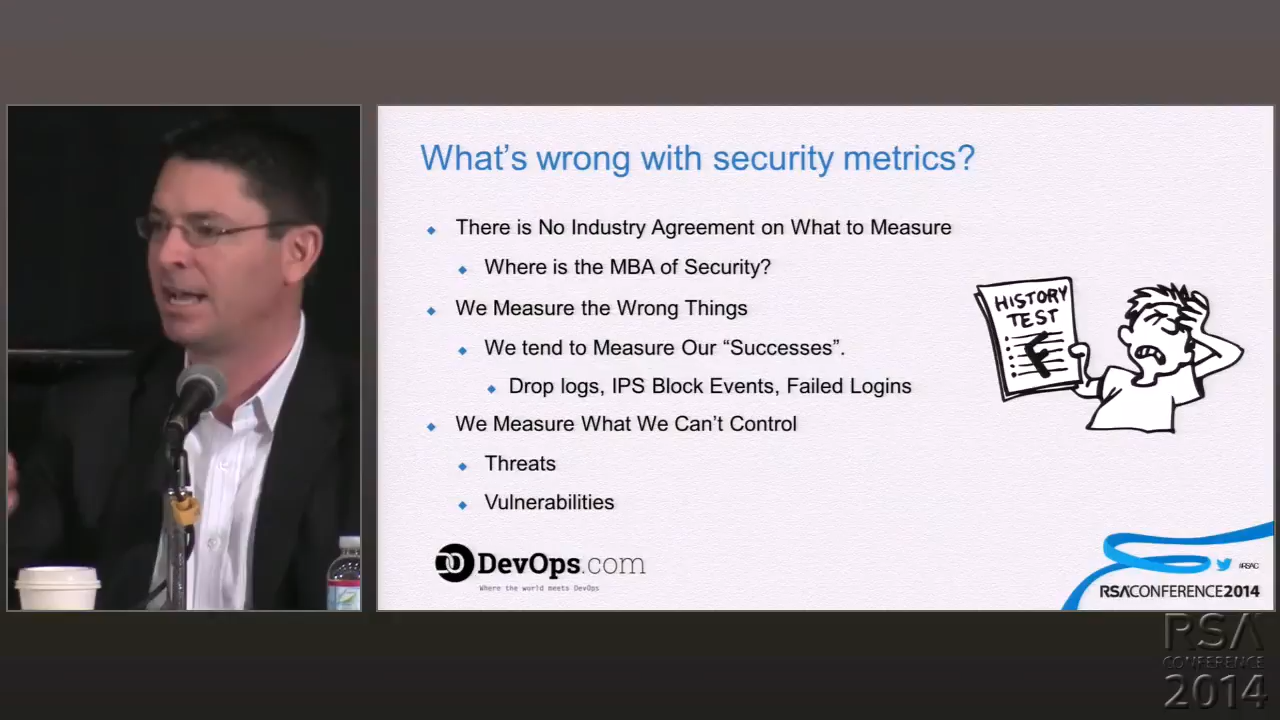 What's wrong with security metrics?
There is No Industry Agreement on What to Measure
Where is the MBA of Security?
We Measure the Wrong Things
We tend to Measure Our “Successes”.
Drop logs, IPS Block Events, Failed Logins
We Measure What We Can't Control
Threats
Vulnerabilities
HISTORY
TEST
F
DevOps.com
Where the world meets DevOps
#RSAC
RSACONFERENCE2014
RSA
CONFERENCE
2014